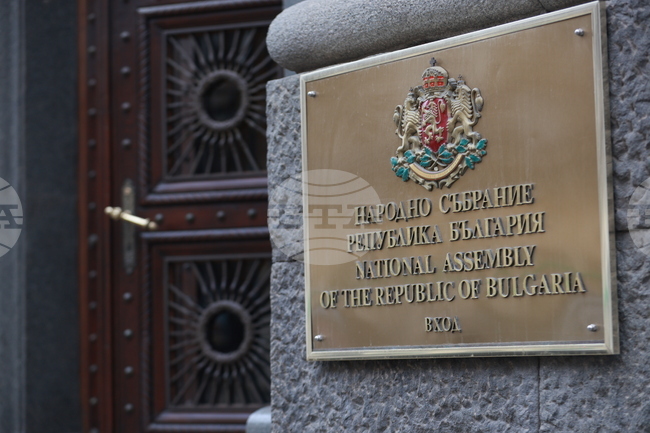 НАРОДНО СЪБРАНИЕ
РЕПУБЛИКА БЪЛГАРИЯ
NATIONAL ASSEMBLY
OF THE REPUBLIC OF BULGARIA
ВХОД